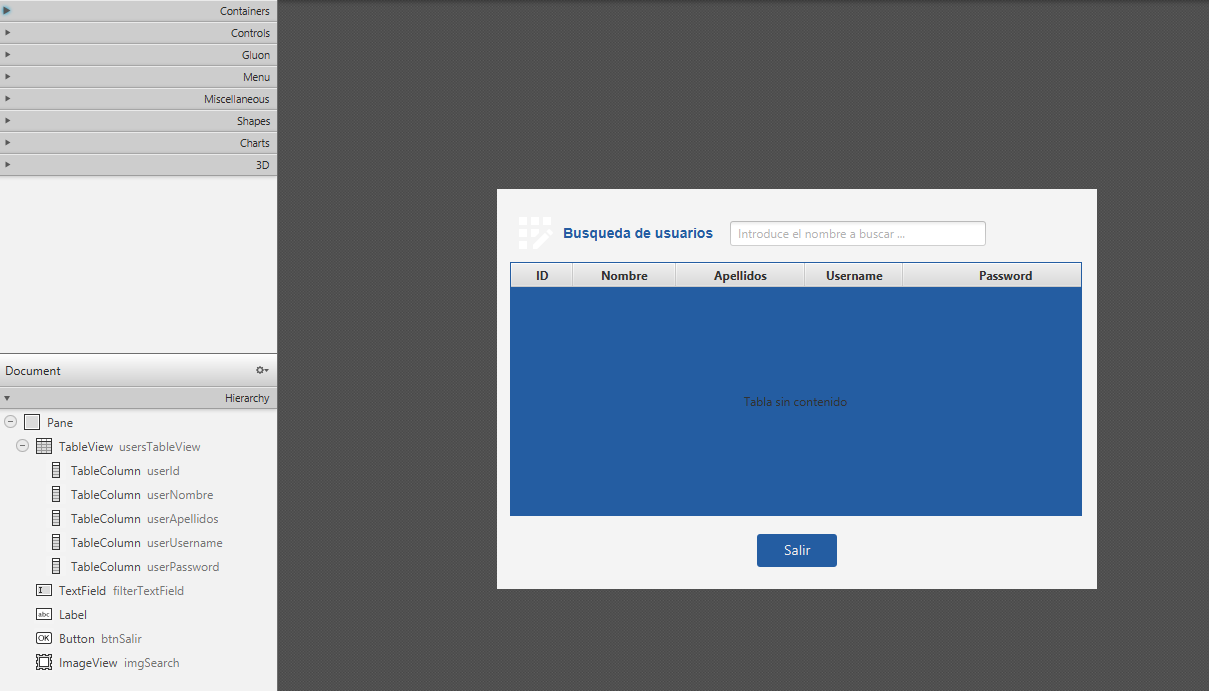 Containers
Controls
Gluon
Menu
Miscellaneous
Shapes
Charts
3D
Document
Hierarchy
Pane
TableView usersTableView
TableColumn userId
TableColumn userNombre
TableColumn userApellidos
TableColumn userUsername
TableColumn userPassword
TextField filterTextField
abc Label
OK Button btnSalir
ImageView imgSearch
Busqueda de usuarios Introduce el nombre a buscar ...
ID Nombre Apellidos Username Password
Tabla sin contenido
Salir